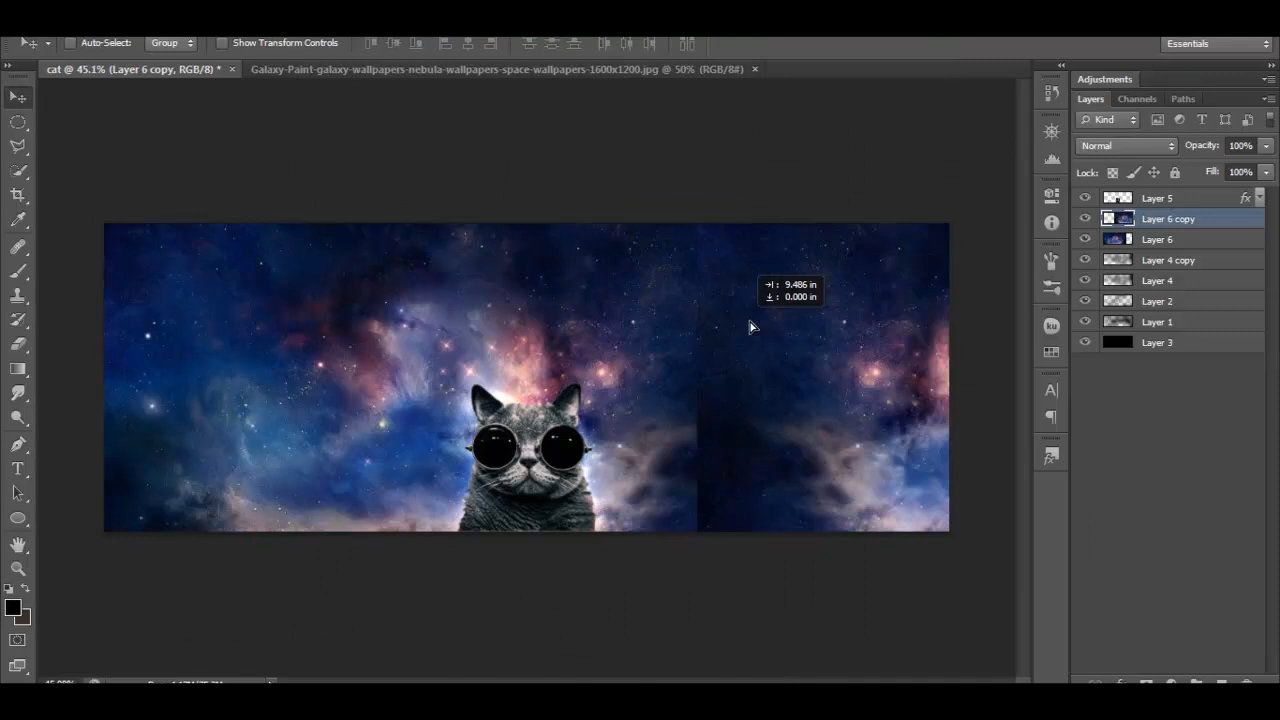 Auto-Select: Group Show Transform Controls Essentials
cat @ 45.1% (Layer 6 copy, RGB/8) * × Galaxy-Paint-galaxy-wallpapers-nebula-wallpapers-space-wallpapers-1600x1200.jpg @ 50% (RGB/8#) ×
Adjustments
Layers Channels Paths
Kind
Normal Opacity: 100%
Lock: Fill: 100%
Layer 5 fx
Layer 6 copy
Layer 6
Layer 4 copy
Layer 4
Layer 2
Layer 1
Layer 3
9.486 in
0.000 in
ku